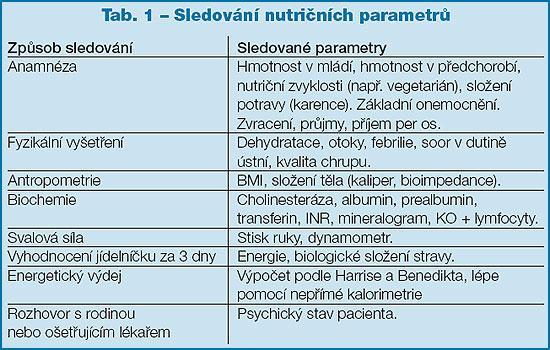 Tab. 1 – Sledování nutričních parametrů
Způsob sledování Sledované parametry
Anamnéza Hmotnost v mládí, hmotnost v předchorobí,
nutriční zvyklosti (např. vegetarián), složení
potravy (karence). Základní onemocnění.
Zvracení, průjmy, příjem per os.
Fyzikální vyšetření Dehydratace, otoky, febrilie, soor v dutině
ústní, kvalita chrupu.
Antropometrie BMI, složení těla (kaliper, bioimpedance).
Biochemie Cholinesteráza, albumin, prealbumin,
transferin, INR, mineralogram, KO + lymfocyty.
Svalová síla Stisk ruky, dynamometr.
Vyhodnocení jídelníčku za 3 dny Energie, biologické složení stravy.
Energetický výdej Výpočet podle Harrise a Benedikta, lépe
pomocí nepřímé kalorimetrie
Rozhovor s rodinou Psychický stav pacienta.
nebo ošetřujícím lékařem